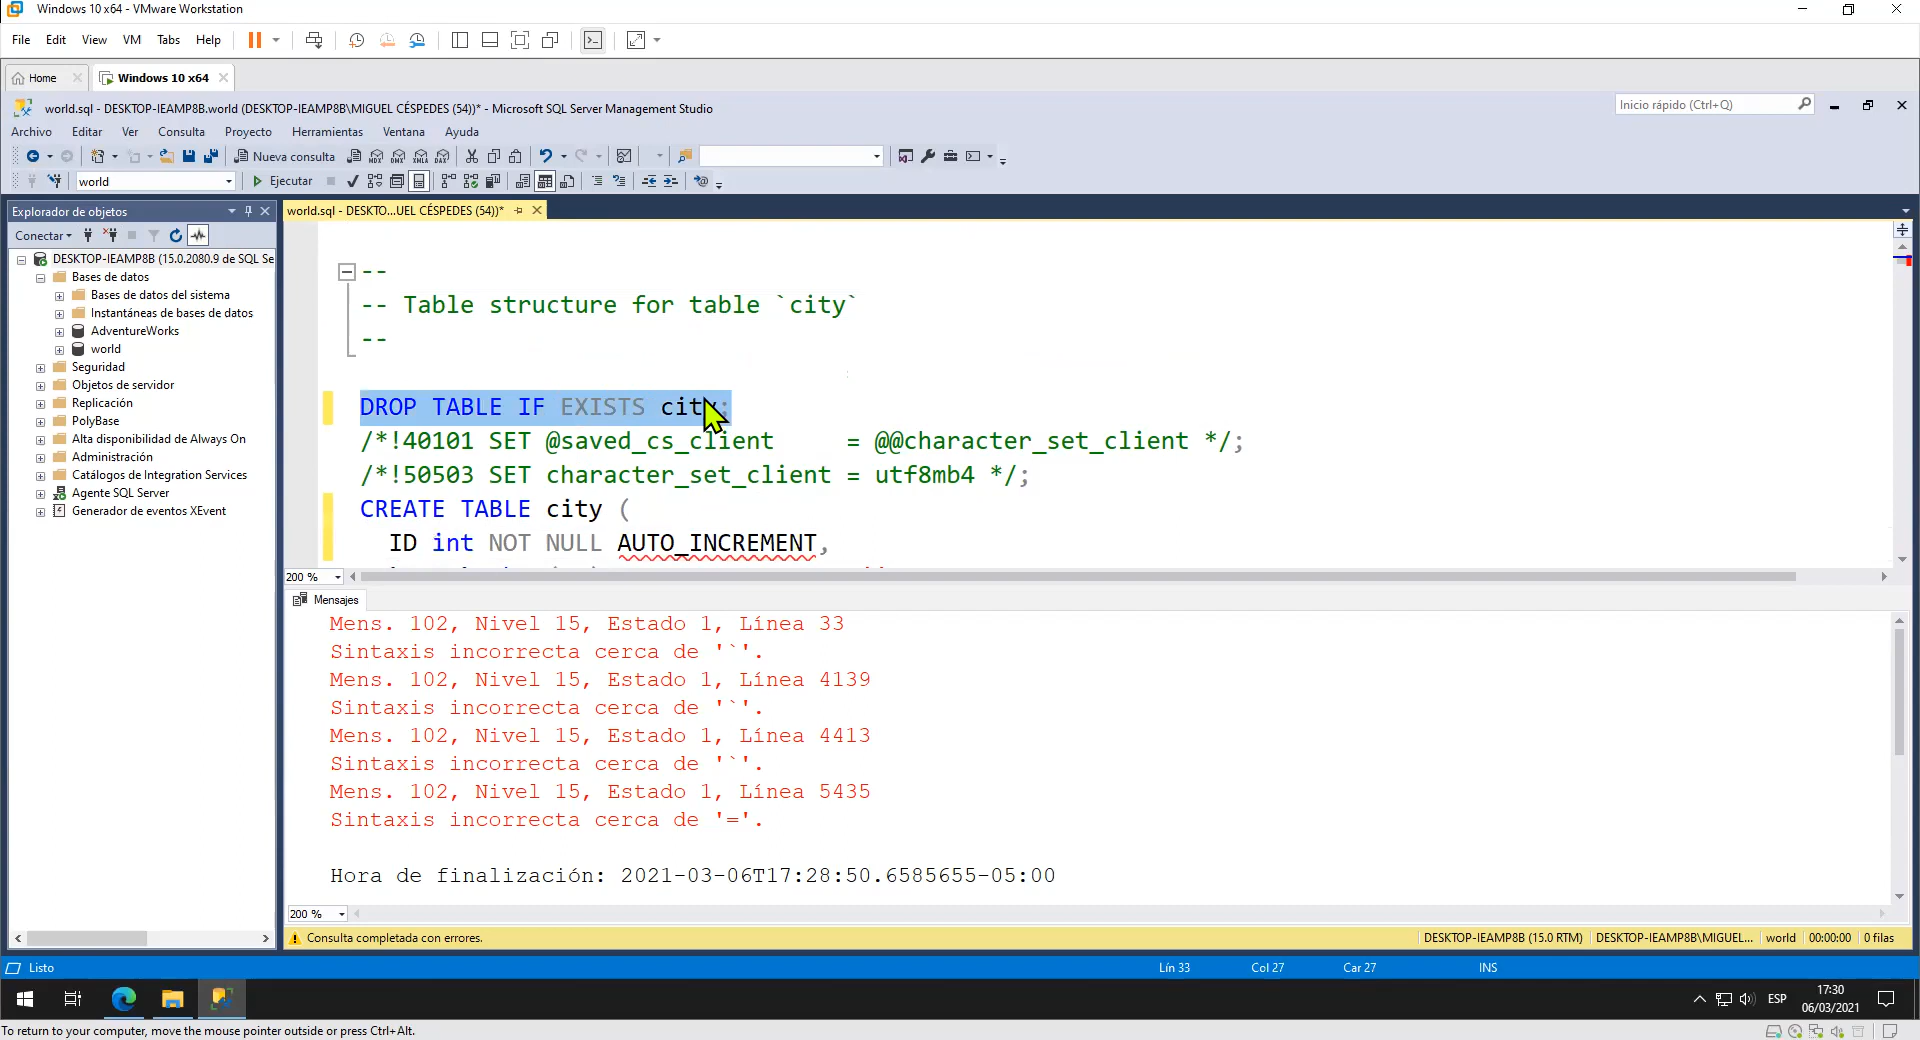 Windows 10 x64 - VMware Workstation
File Edit View VM Tabs Help
Home Windows 10 x64
world.sql - DESKTOP-IEAMP8B.world (DESKTOP-IEAMP8B\MIGUEL CÉSPEDES (54))* - Microsoft SQL Server Management Studio
Inicio rápido (Ctrl+Q)
Archivo Editar Ver Consulta Proyecto Herramientas Ventana Ayuda
Nueva consulta MDX DMX XMLA DAX
world Ejecutar
Explorador de objetos
world.sql - DESKTO...UEL CÉSPEDES (54))*
Conectar
DESKTOP-IEAMP8B (15.0.2080.9 de SQL Se
Bases de datos
Bases de datos del sistema
Instantáneas de bases de datos
AdventureWorks
world
Seguridad
Objetos de servidor
Replicación
PolyBase
Alta disponibilidad de Always On
Administración
Catálogos de Integration Services
Agente SQL Server
Generador de eventos XEvent
--
-- Table structure for table `city`
--
DROP TABLE IF EXISTS city;
/*!40101 SET @saved_cs_client     = @@character_set_client */;
/*!50503 SET character_set_client = utf8mb4 */;
CREATE TABLE city (
ID int NOT NULL AUTO_INCREMENT,
200 %
Mensajes
Mens. 102, Nivel 15, Estado 1, Línea 33
Sintaxis incorrecta cerca de '`'.
Mens. 102, Nivel 15, Estado 1, Línea 4139
Sintaxis incorrecta cerca de '`'.
Mens. 102, Nivel 15, Estado 1, Línea 4413
Sintaxis incorrecta cerca de '`'.
Mens. 102, Nivel 15, Estado 1, Línea 5435
Sintaxis incorrecta cerca de '='.
Hora de finalización: 2021-03-06T17:28:50.6585655-05:00
200 %
Consulta completada con errores.
DESKTOP-IEAMP8B (15.0 RTM) DESKTOP-IEAMP8B\MIGUEL... world 00:00:00 0 filas
Listo
Lín 33 Col 27 Car 27 INS
ESP
17:30
06/03/2021
To return to your computer, move the mouse pointer outside or press Ctrl+Alt.